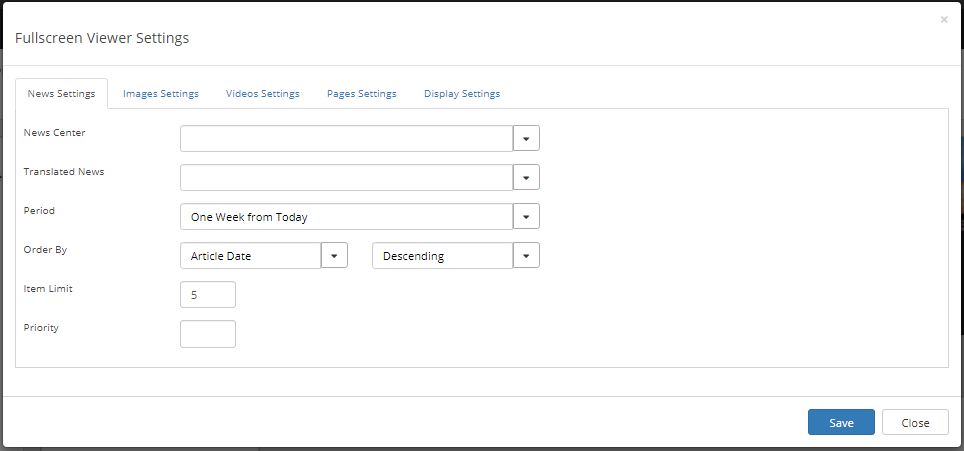 ×
Fullscreen Viewer Settings
News Settings Images Settings Videos Settings Pages Settings Display Settings
News Center
Translated News
Period One Week from Today
Order By Article Date Descending
Item Limit 5
Priority
Save Close